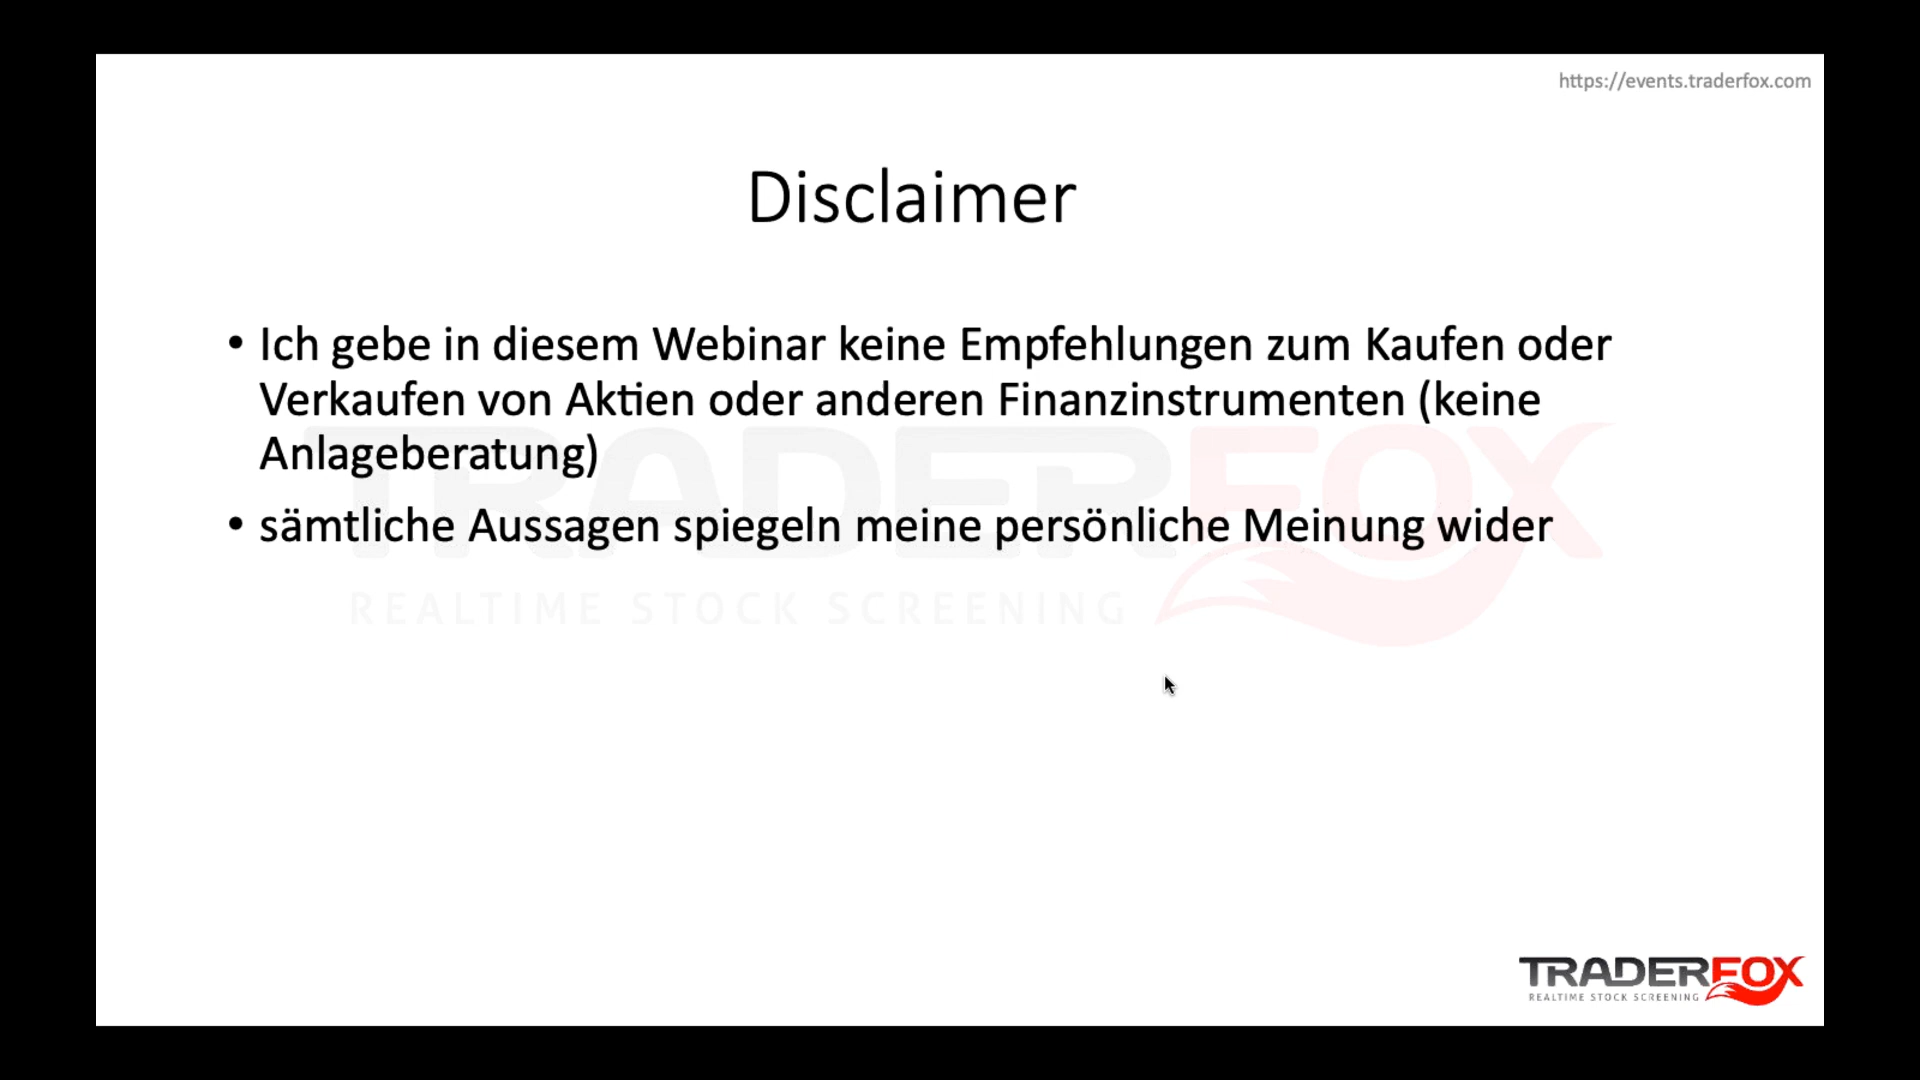 https://events.traderfox.com
Disclaimer
• Ich gebe in diesem Webinar keine Empfehlungen zum Kaufen oder
Verkaufen von Aktien oder anderen Finanzinstrumenten (keine
Anlageberatung)
• sämtliche Aussagen spiegeln meine persönliche Meinung wider
TRADERFOX
REALTIME STOCK SCREENING
TRADERFOX
REALTIME STOCK SCREENING